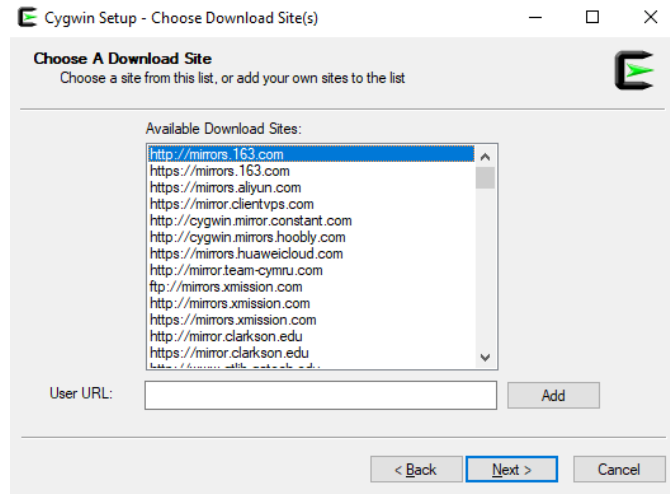 Cygwin Setup - Choose Download Site(s)
Choose A Download Site
Choose a site from this list, or add your own sites to the list
Available Download Sites:
http://mirrors.163.com
https://mirrors.163.com
https://mirrors.aliyun.com
https://mirror.clientvps.com
http://cygwin.mirror.constant.com
http://cygwin.mirrors.hoobly.com
https://mirrors.huaweicloud.com
http://mirror.team-cymru.com
ftp://mirrors.xmission.com
http://mirrors.xmission.com
https://mirrors.xmission.com
http://mirror.clarkson.edu
https://mirror.clarkson.edu
User URL:
Add
< Back
Next >
Cancel